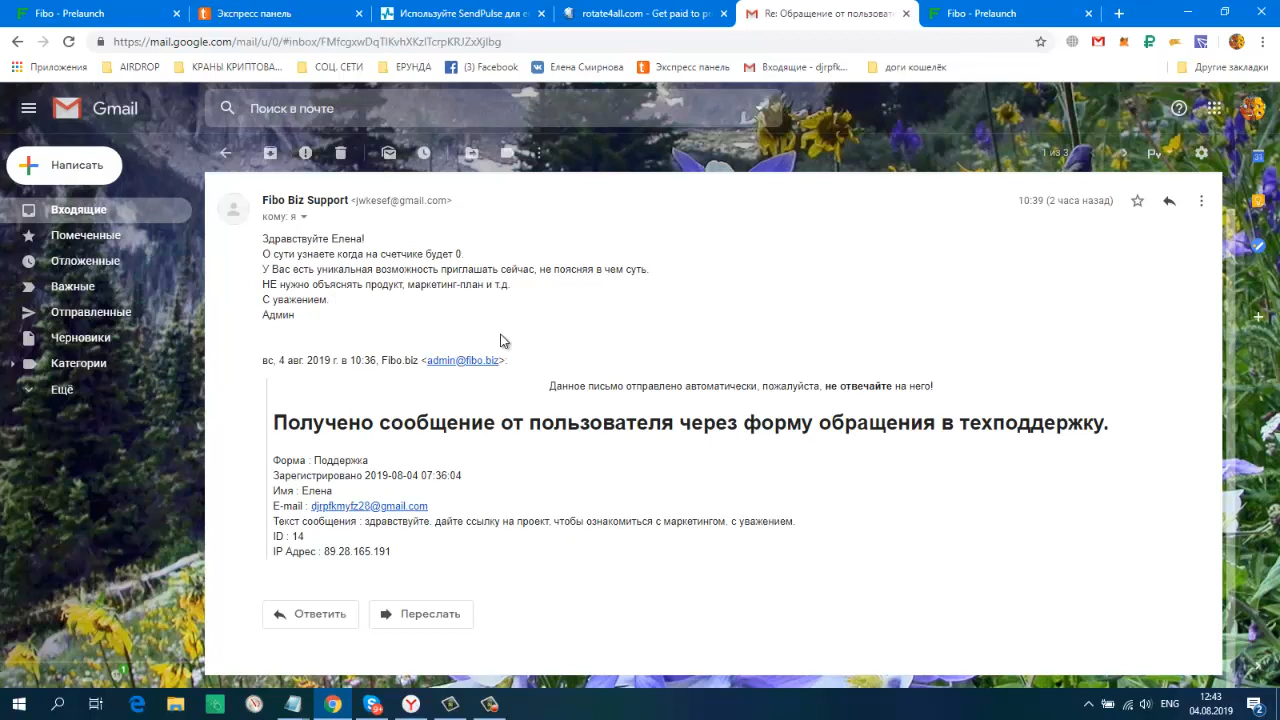 Fibo - Prelaunch
Экспресс панель
Используйте SendPulse для е
rotate4all.com - Get paid to p
Re: Обращение от пользоват
Fibo - Prelaunch
https://mail.google.com/mail/u/0/#inbox/FMfcgxwDqTlKvhXKzlTcrpKRJZxXjlbg
Приложения
AIRDROP
КРАНЫ КРИПТОВА...
СОЦ. СЕТИ
ЕРУНДА
(3) Facebook
Елена Смирнова
Экспресс панель
Входящие - djrpfk...
доги кошелёк
Другие закладки
Gmail
Поиск в почте
Написать
1 из 3
Ру
31
Входящие
Помеченные
Отложенные
Важные
Отправленные
Черновики
Категории
Ещё
1
Fibo Biz Support <jwkesef@gmail.com>
10:39 (2 часа назад)
кому: я
Здравствуйте Елена!
О сути узнаете когда на счетчике будет 0.
У Вас есть уникальная возможность приглашать сейчас, не поясняя в чем суть.
НЕ нужно объяснять продукт, маркетинг-план и т.д.
С уважением.
Админ
вс, 4 авг. 2019 г. в 10:36, Fibo.biz <admin@fibo.biz>:
Данное письмо отправлено автоматически, пожалуйста, не отвечайте на него!
Получено сообщение от пользователя через форму обращения в техподдержку.
Форма : Поддержка
Зарегистрировано 2019-08-04 07:36:04
Имя : Елена
E-mail : djrpfkmyfz28@gmail.com
Текст сообщения : здравствуйте. дайте ссылку на проект. чтобы ознакомиться с маркетингом. с уважением.
ID : 14
IP Адрес : 89.28.165.191
Ответить
Переслать
9+
ENG
12:43
04.08.2019
2